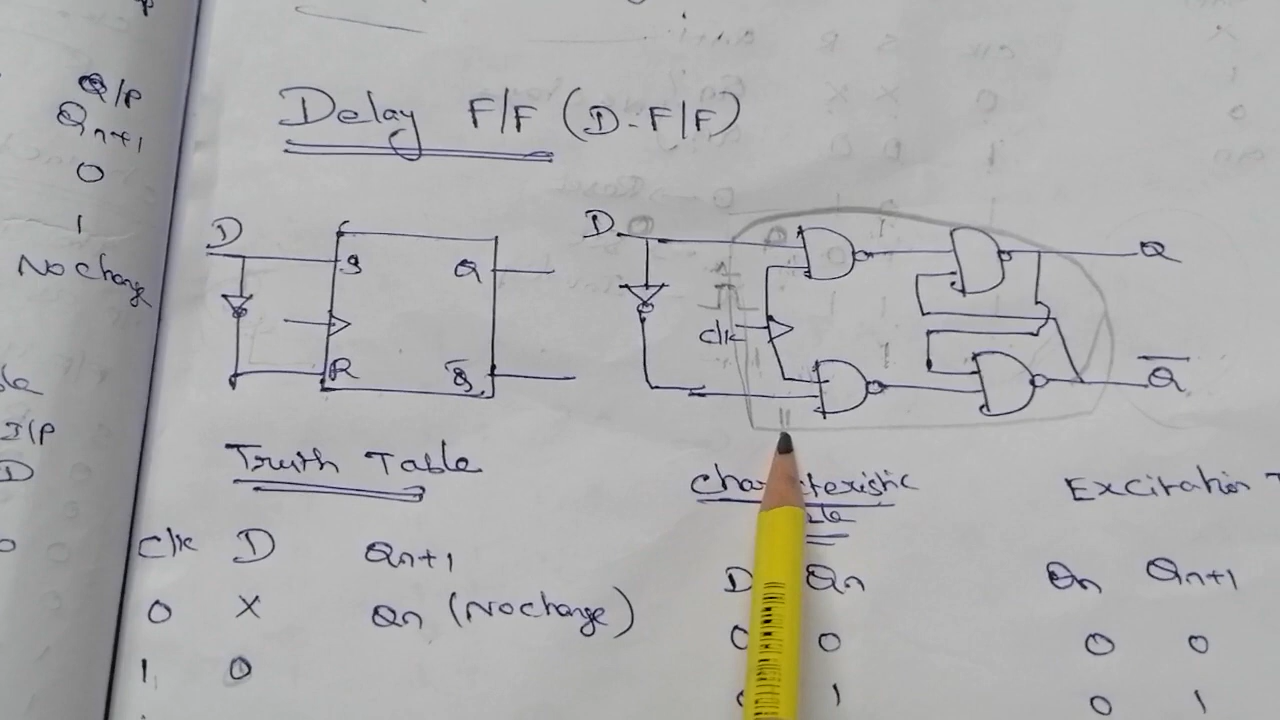 O/P
Qn+1
0
1
No change
I/P
D
Delay F/F (D-F/F)
D
S
Q
R
Q̅
D
Q
clk
Q̅
Truth Table
Clk D Qn+1
0 X Qn (No change)
1 0
Characteristic
D Qn
0 0
1
Excitation T
Qn Qn+1
0 0
0 1